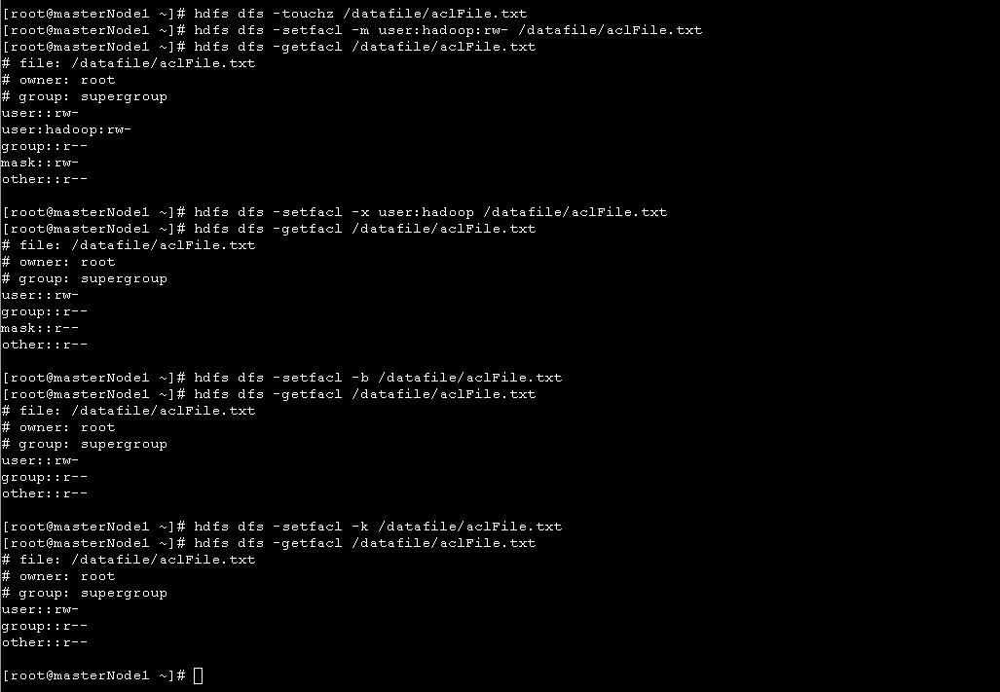 [root@masterNode1 ~]# hdfs dfs -touchz /datafile/aclFile.txt
[root@masterNode1 ~]# hdfs dfs -setfacl -m user:hadoop:rw- /datafile/aclFile.txt
[root@masterNode1 ~]# hdfs dfs -getfacl /datafile/aclFile.txt
# file: /datafile/aclFile.txt
# owner: root
# group: supergroup
user::rw-
user:hadoop:rw-
group::r--
mask::rw-
other::r--
[root@masterNode1 ~]# hdfs dfs -setfacl -x user:hadoop /datafile/aclFile.txt
[root@masterNode1 ~]# hdfs dfs -getfacl /datafile/aclFile.txt
# file: /datafile/aclFile.txt
# owner: root
# group: supergroup
user::rw-
group::r--
mask::r--
other::r--
[root@masterNode1 ~]# hdfs dfs -setfacl -b /datafile/aclFile.txt
[root@masterNode1 ~]# hdfs dfs -getfacl /datafile/aclFile.txt
# file: /datafile/aclFile.txt
# owner: root
# group: supergroup
user::rw-
group::r--
other::r--
[root@masterNode1 ~]# hdfs dfs -setfacl -k /datafile/aclFile.txt
[root@masterNode1 ~]# hdfs dfs -getfacl /datafile/aclFile.txt
# file: /datafile/aclFile.txt
# owner: root
# group: supergroup
user::rw-
group::r--
other::r--
[root@masterNode1 ~]#